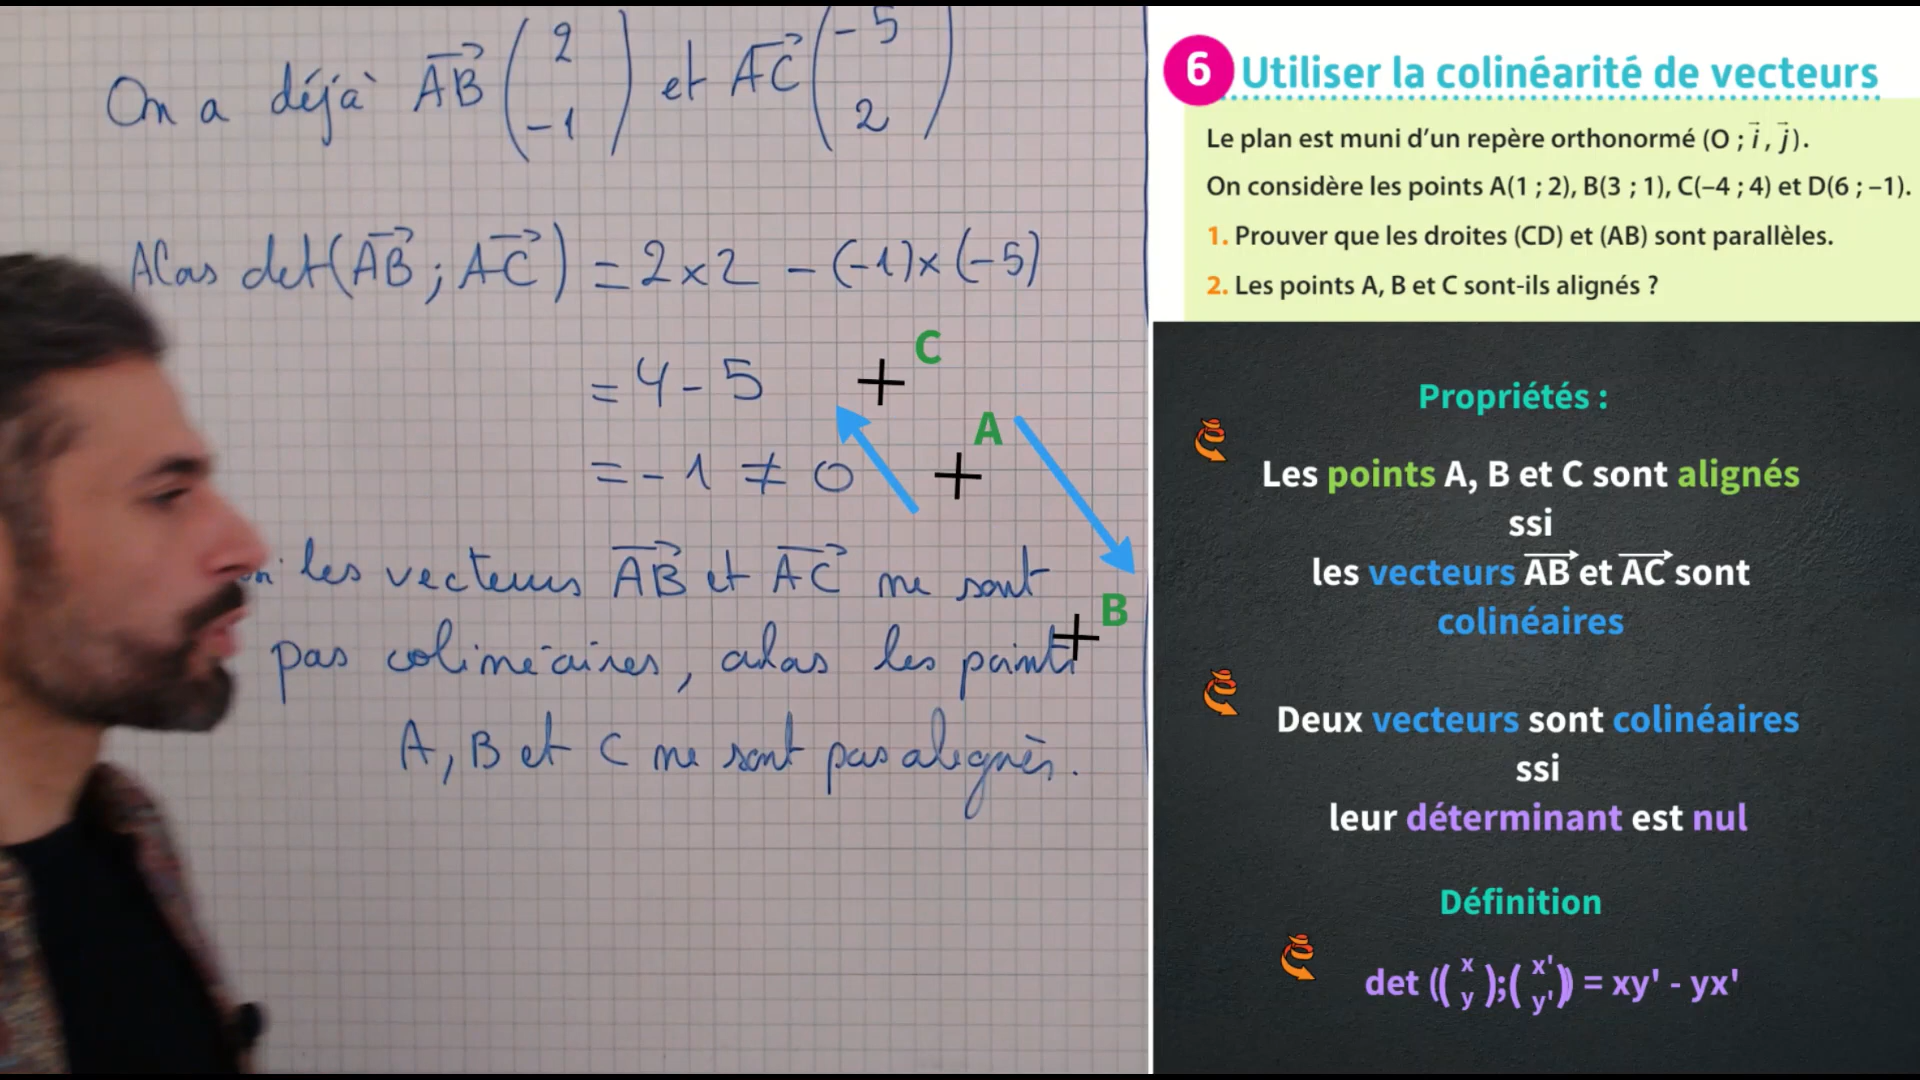 On a déjà AB (2 -1) et AC (-5 2)
Alors det(AB ; AC) = 2×2 - (-1)×(-5)
= 4 - 5
= -1 ≠ 0
les vecteurs AB et AC ne sont
pas colinéaires, alors les points
A, B et C ne sont pas alignés.
C
A
B
6 Utiliser la colinéarité de vecteurs
Le plan est muni d'un repère orthonormé (O ; i, j).
On considère les points A(1 ; 2), B(3 ; 1), C(–4 ; 4) et D(6 ; –1).
1. Prouver que les droites (CD) et (AB) sont parallèles.
2. Les points A, B et C sont-ils alignés ?
Propriétés :
Les points A, B et C sont alignés
ssi
les vecteurs AB et AC sont
colinéaires
Deux vecteurs sont colinéaires
ssi
leur déterminant est nul
Définition
det ((x y);(x' y')) = xy' - yx'